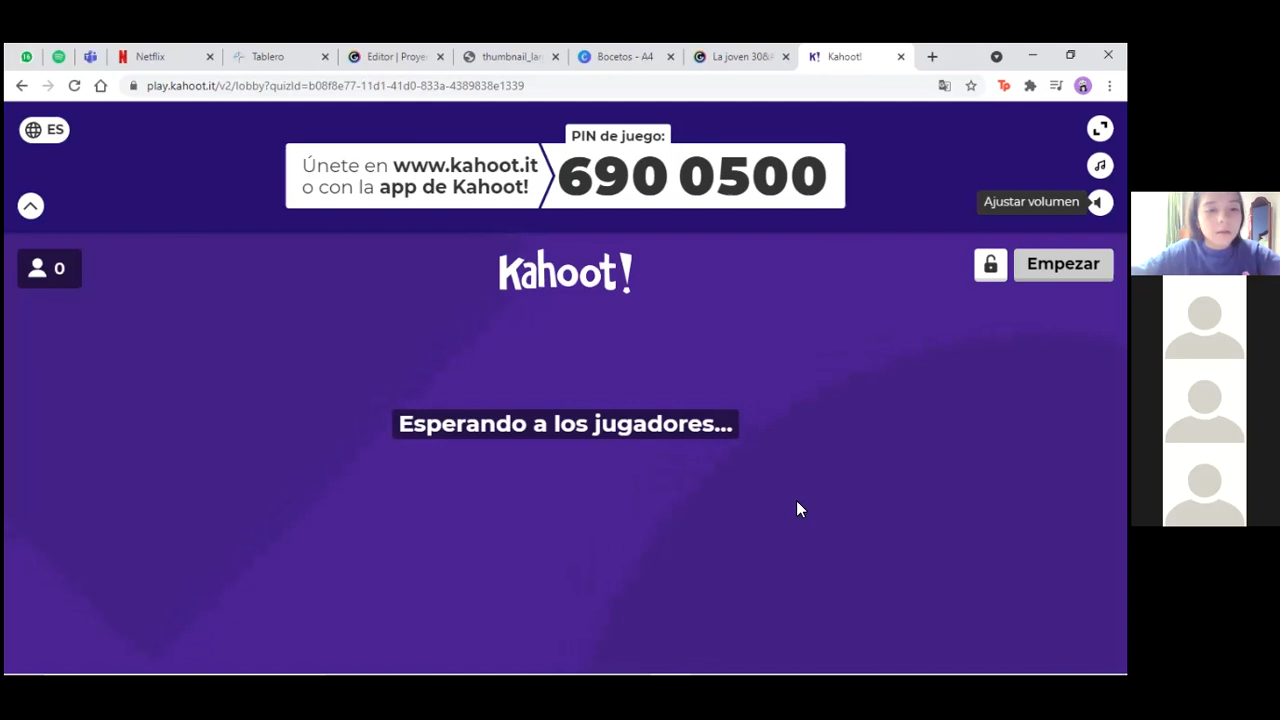 Netflix
Tablero
Editor | Proye
thumbnail_lar
Bocetos - A4
La joven 30&#
K! Kahoot!
play.kahoot.it/v2/lobby?quizId=b08f8e77-11d1-41d0-833a-4389838e1339
Tp
ES
PIN de juego:
Únete en www.kahoot.it
o con la app de Kahoot!
690 0500
Ajustar volumen
0
Kahoot!
Empezar
Esperando a los jugadores...